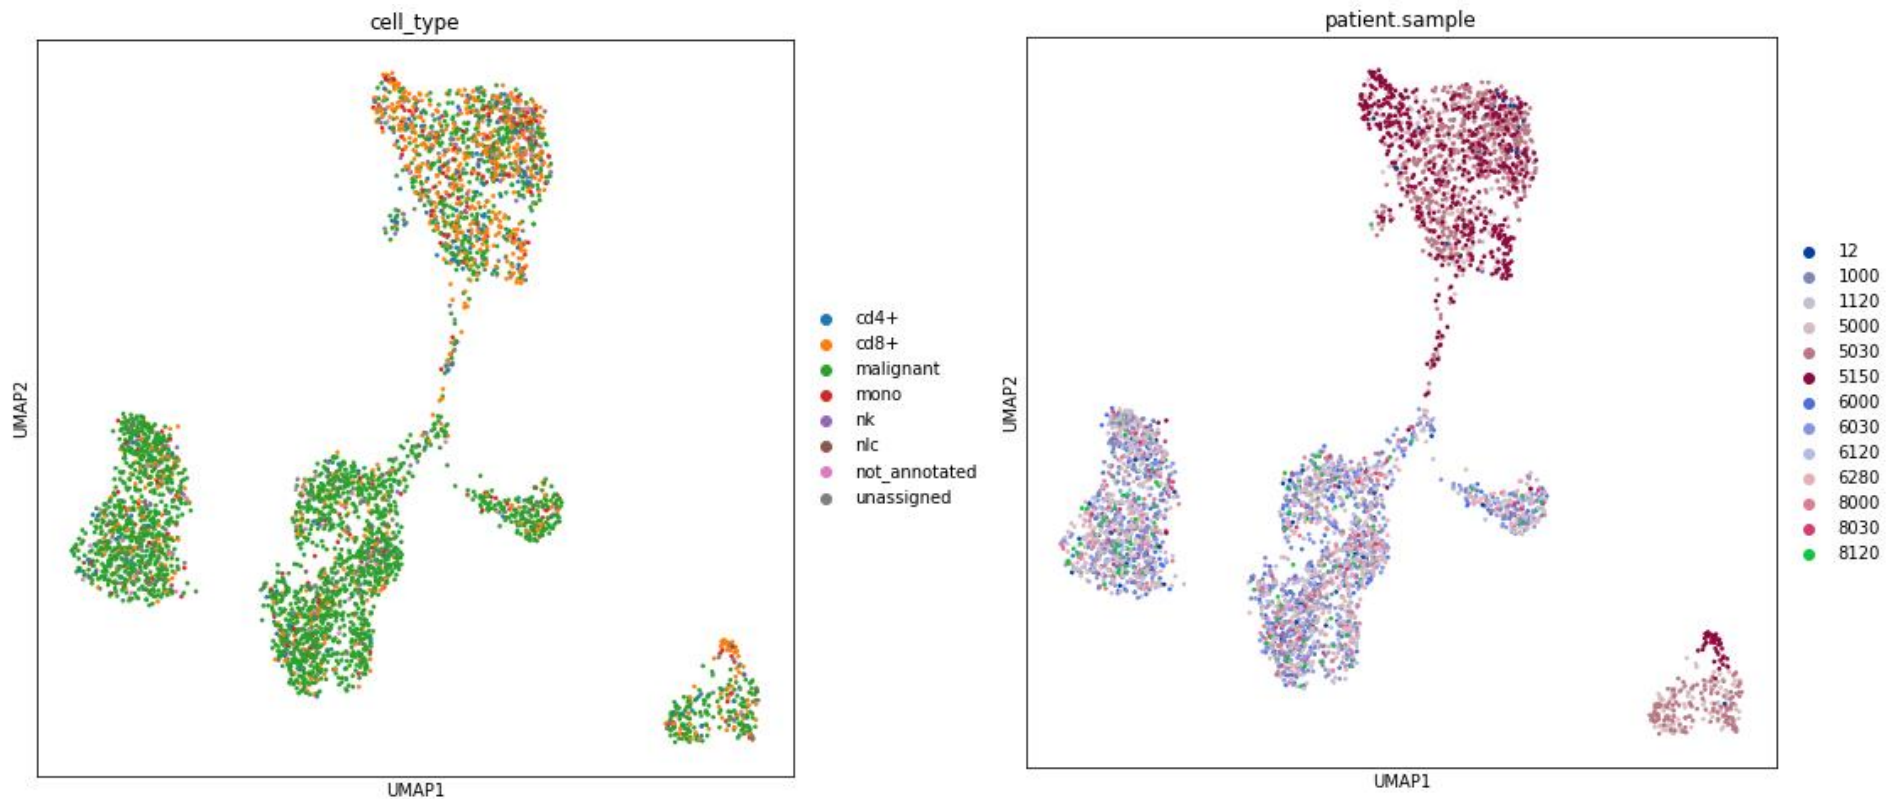 cell_type
UMAP2
UMAP1
cd4+
cd8+
malignant
mono
nk
nlc
not_annotated
unassigned
patient.sample
UMAP2
UMAP1
12
1000
1120
5000
5030
5150
6000
6030
6120
6280
8000
8030
8120